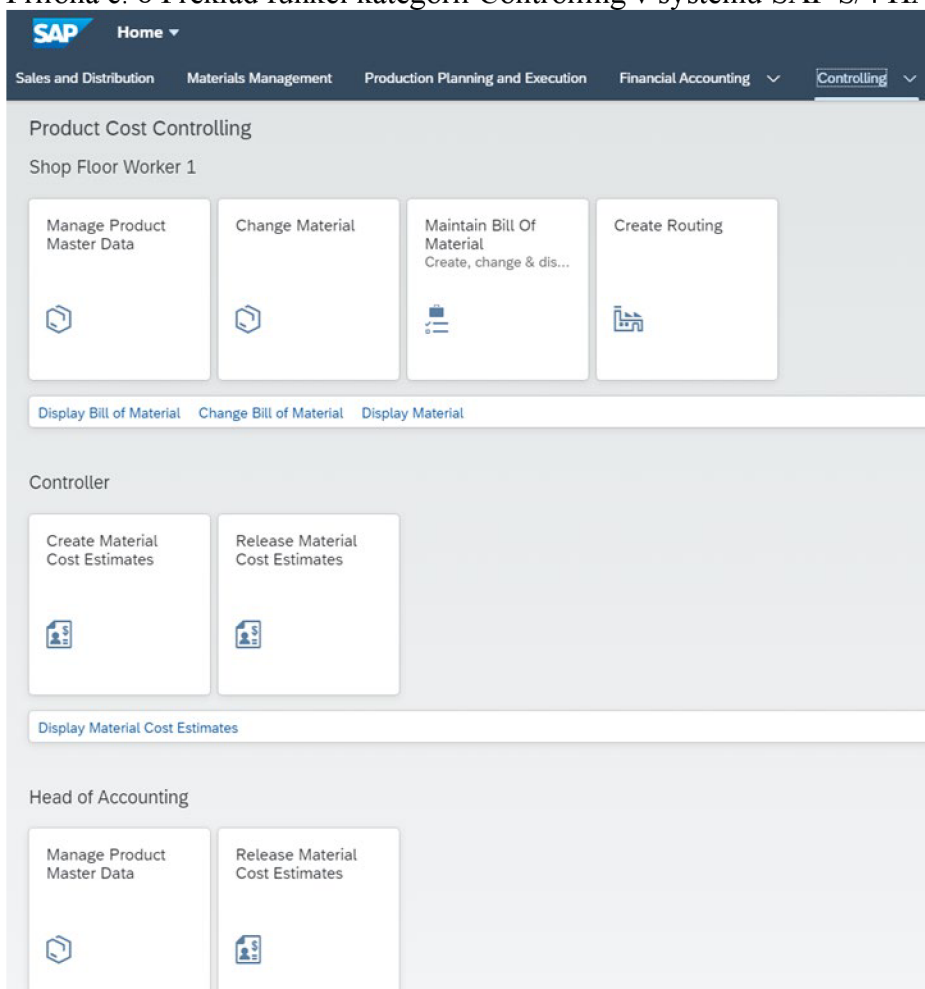 SAP Home
Sales and Distribution Materials Management Production Planning and Execution Financial Accounting Controlling
Product Cost Controlling
Shop Floor Worker 1
Manage Product
Master Data
Change Material
Maintain Bill Of
Material
Create, change & dis...
Create Routing
Display Bill of Material Change Bill of Material Display Material
Controller
Create Material
Cost Estimates
Release Material
Cost Estimates
Display Material Cost Estimates
Head of Accounting
Manage Product
Master Data
Release Material
Cost Estimates